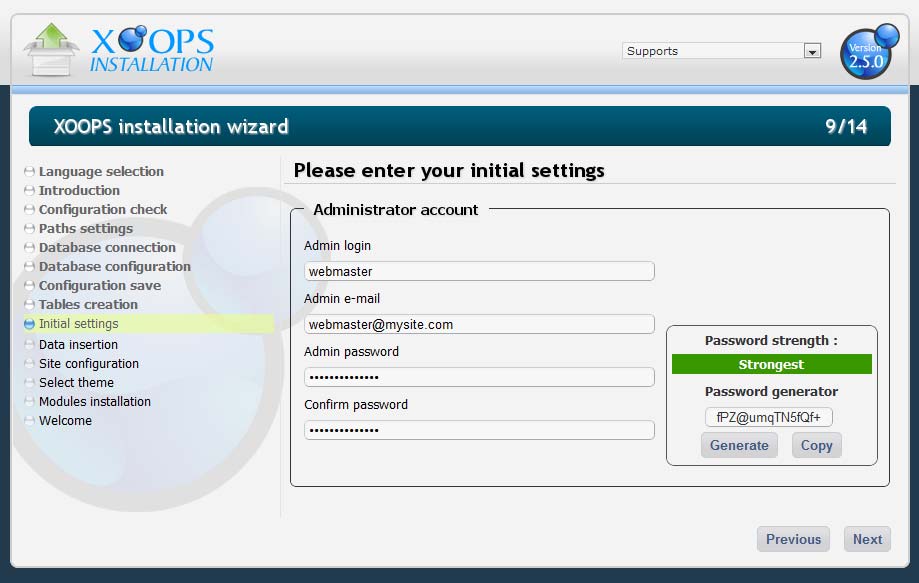 XOOPS
INSTALLATION
Supports
Version
2.5.0
XOOPS installation wizard
9/14
Language selection
Introduction
Configuration check
Paths settings
Database connection
Database configuration
Configuration save
Tables creation
Initial settings
Data insertion
Site configuration
Select theme
Modules installation
Welcome
Please enter your initial settings
Administrator account
Admin login
webmaster
Admin e-mail
webmaster@mysite.com
Admin password
••••••••••••••
Confirm password
••••••••••••••
Password strength :
Strongest
Password generator
fPZ@umqTN5fQf+
Generate
Copy
Previous
Next